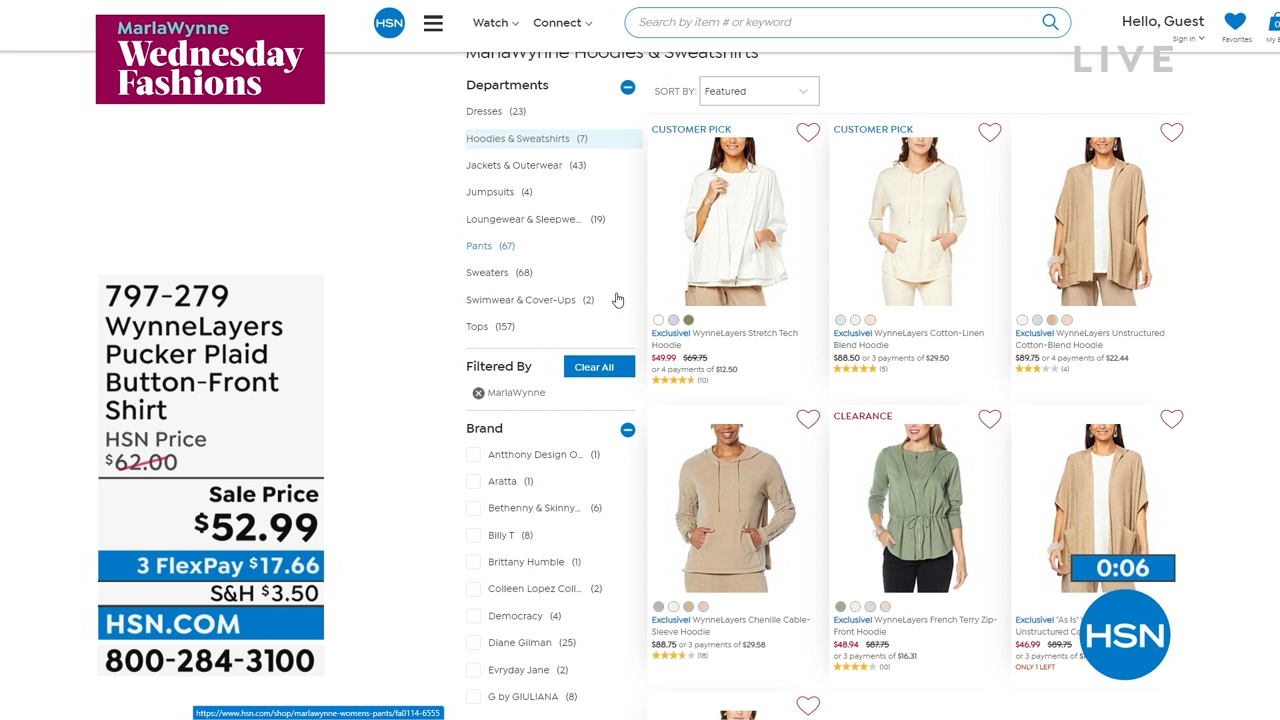 MarlaWynne
Wednesday
Fashions
HSN
Watch
Connect
Search by item # or keyword
Hello, Guest
Sign In
Favorites
LIVE
MarlaWynne Hoodies & Sweatshirts
Departments
Dresses (23)
Hoodies & Sweatshirts (7)
Jackets & Outerwear (43)
Jumpsuits (4)
Loungewear & Sleepwe... (19)
Pants (67)
Sweaters (68)
Swimwear & Cover-Ups (2)
Tops (157)
Filtered By
Clear All
MarlaWynne
Brand
Antthony Design O... (1)
Aratta (1)
Bethenny & Skinny... (6)
Billy T (8)
Brittany Humble (1)
Colleen Lopez Coll... (2)
Democracy (4)
Diane Gilman (25)
Evryday Jane (2)
G by GIULIANA (8)
SORT BY:
Featured
CUSTOMER PICK
Exclusive! WynneLayers Stretch Tech
Hoodie
$49.99 $69.75
or 4 payments of $12.50
(10)
CUSTOMER PICK
Exclusive! WynneLayers Cotton-Linen
Blend Hoodie
$88.50 or 3 payments of $29.50
(5)
Exclusive! WynneLayers Unstructured
Cotton-Blend Hoodie
$89.75 or 4 payments of $22.44
(4)
Exclusive! WynneLayers Chenille Cable-
Sleeve Hoodie
$88.75 or 3 payments of $29.58
(18)
CLEARANCE
Exclusive! WynneLayers French Terry Zip-
Front Hoodie
$48.94 $87.75
or 3 payments of $16.31
(10)
Exclusive! "As Is"
Unstructured Co
$46.99 $89.75
or 3 payments of
ONLY 1 LEFT
0:06
HSN
797-279
WynneLayers
Pucker Plaid
Button-Front
Shirt
HSN Price
$62.00
Sale Price
$52.99
3 FlexPay $17.66
S&H $3.50
HSN.COM
800-284-3100
https://www.hsn.com/shop/marlawynne-womens-pants/fa0114-6555